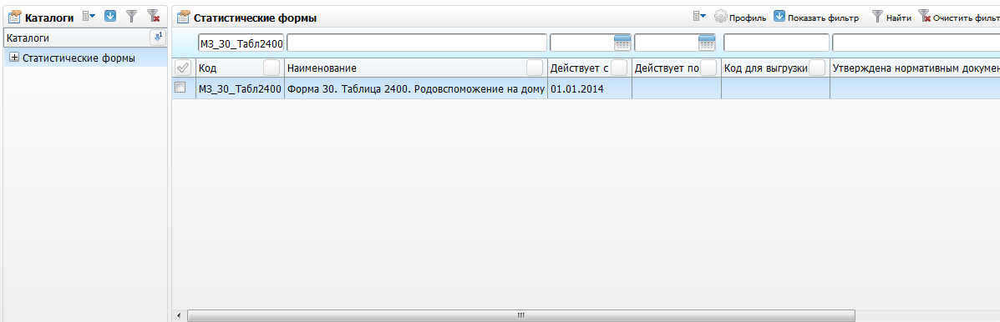 Каталоги
Статистические формы
Профиль
Показать фильтр
Найти
Очистить фильт
Каталоги
Статистические формы
МЗ_30_Табл2400
Код
Наименование
Действует с
Действует по
Код для выгрузки
Утверждена нормативным докумен
МЗ_30_Табл2400
Форма 30. Таблица 2400. Родовспоможение на дому
01.01.2014